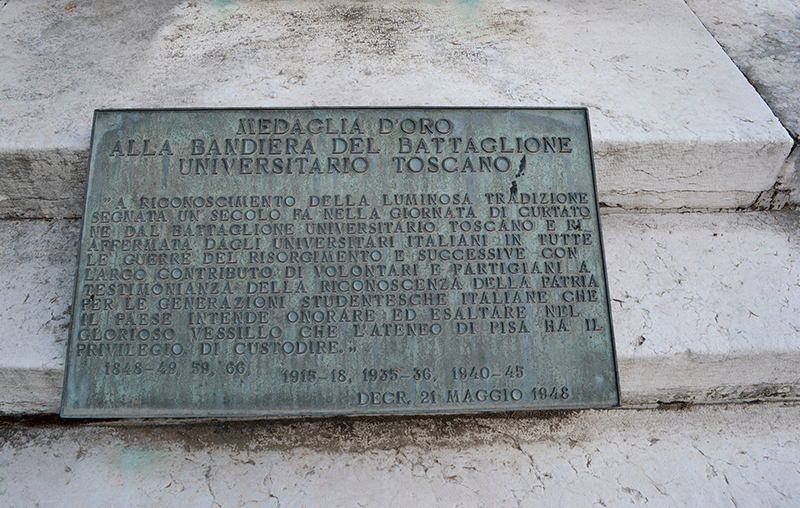 MEDAGLIA D'ORO
ALLA BANDIERA DEL BATTAGLIONE
UNIVERSITARIO TOSCANO.
"A RICONOSCIMENTO DELLA LUMINOSA TRADIZIONE
SEGNATA UN SECOLO FA NELLA GIORNATA DI CURTATO
NE DAL BATTAGLIONE UNIVERSITARIO TOSCANO E RI
AFFERMATA DAGLI UNIVERSITARI ITALIANI IN TUTTE
LE GUERRE DEL RISORGIMENTO E SUCCESSIVE CON
LARGO CONTRIBUTO DI VOLONTARI E PARTIGIANI A
TESTIMONIANZA DELLA RICONOSCENZA DELLA PATRIA
PER LE GENERAZIONI STUDENTESCHE ITALIANE CHE
IL PAESE INTENDE ONORARE ED ESALTARE NEL
GLORIOSO VESSILLO CHE L'ATENEO DI PISA HA IL
PRIVILEGIO DI CUSTODIRE."
1848-49, 59, 66, 1915-18, 1935-36, 1940-45
DECR. 21 MAGGIO 1948